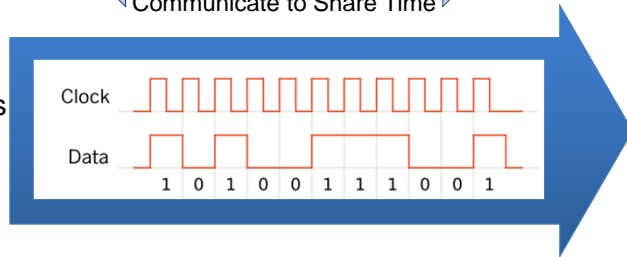 Communicate to Share Time
s
Clock
Data
1 0 1 0 0 1 1 1 0 0 1